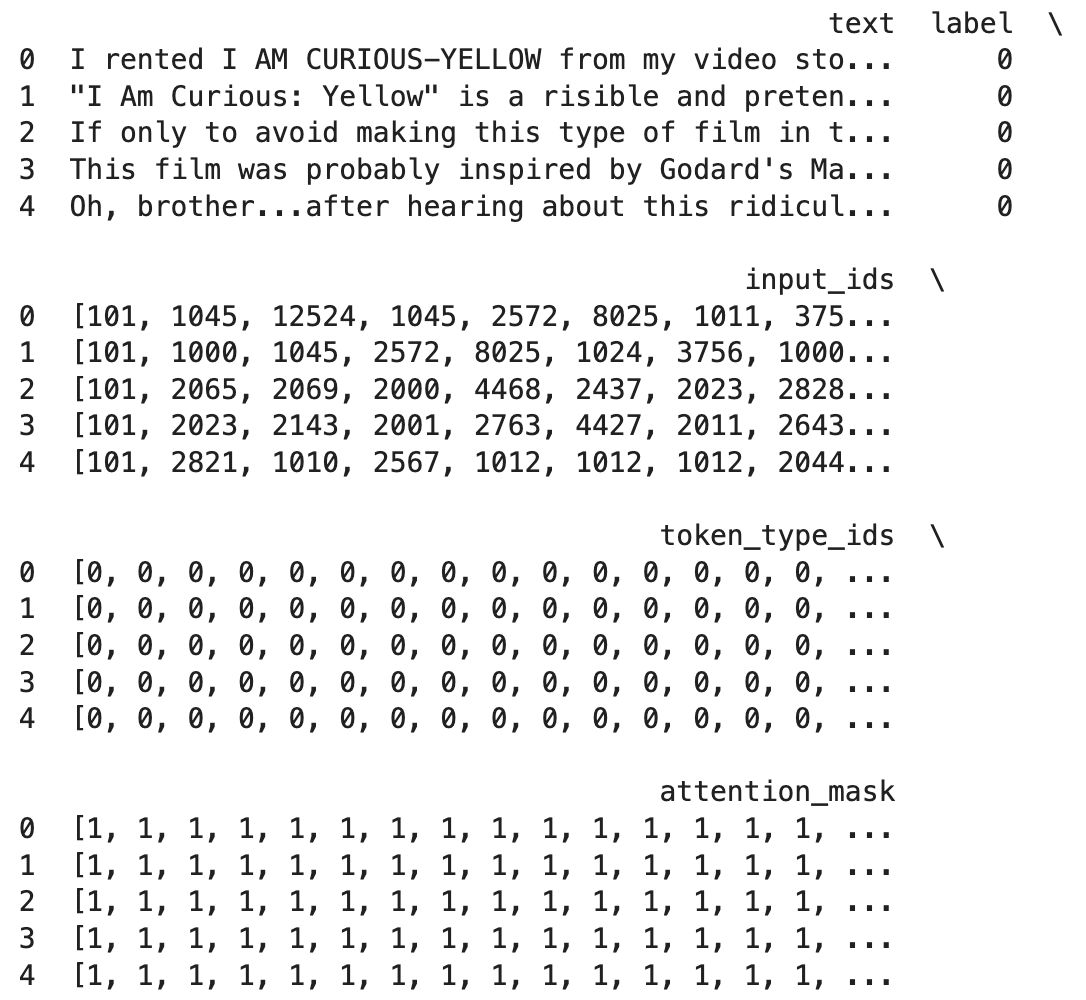 text label \
0 I rented I AM CURIOUS-YELLOW from my video sto... 0
1 "I Am Curious: Yellow" is a risible and preten... 0
2 If only to avoid making this type of film in t... 0
3 This film was probably inspired by Godard's Ma... 0
4 Oh, brother...after hearing about this ridicul... 0
input_ids \
0 [101, 1045, 12524, 1045, 2572, 8025, 1011, 375...
1 [101, 1000, 1045, 2572, 8025, 1024, 3756, 1000...
2 [101, 2065, 2069, 2000, 4468, 2437, 2023, 2828...
3 [101, 2023, 2143, 2001, 2763, 4427, 2011, 2643...
4 [101, 2821, 1010, 2567, 1012, 1012, 1012, 2044...
token_type_ids \
0 [0, 0, 0, 0, 0, 0, 0, 0, 0, 0, 0, 0, 0, 0, 0, ...
1 [0, 0, 0, 0, 0, 0, 0, 0, 0, 0, 0, 0, 0, 0, 0, ...
2 [0, 0, 0, 0, 0, 0, 0, 0, 0, 0, 0, 0, 0, 0, 0, ...
3 [0, 0, 0, 0, 0, 0, 0, 0, 0, 0, 0, 0, 0, 0, 0, ...
4 [0, 0, 0, 0, 0, 0, 0, 0, 0, 0, 0, 0, 0, 0, 0, ...
attention_mask
0 [1, 1, 1, 1, 1, 1, 1, 1, 1, 1, 1, 1, 1, 1, 1, ...
1 [1, 1, 1, 1, 1, 1, 1, 1, 1, 1, 1, 1, 1, 1, 1, ...
2 [1, 1, 1, 1, 1, 1, 1, 1, 1, 1, 1, 1, 1, 1, 1, ...
3 [1, 1, 1, 1, 1, 1, 1, 1, 1, 1, 1, 1, 1, 1, 1, ...
4 [1, 1, 1, 1, 1, 1, 1, 1, 1, 1, 1, 1, 1, 1, 1, ...